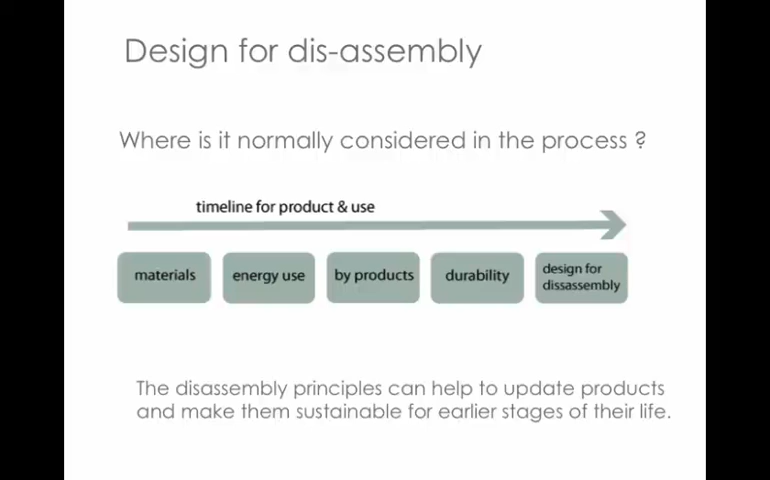 Design for dis-assembly
Where is it normally considered in the process ?
timeline for product & use
materials
energy use
by products
durability
design for
dissassembly
The disassembly principles can help to update products
and make them sustainable for earlier stages of their life.